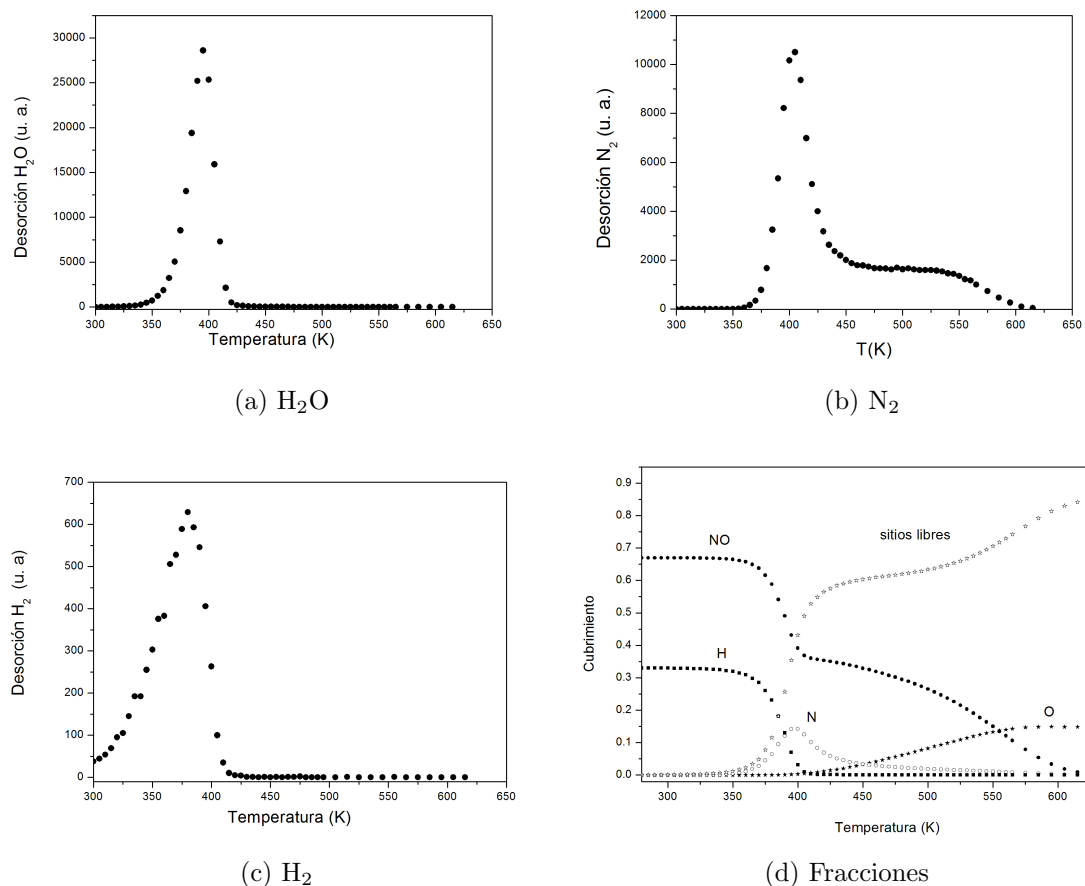 Desorción H₂O (u. a.)
30000
25000
20000
15000
10000
5000
0
300 350 400 450 500 550 600 650
Temperatura (K)
(a) H₂O
Desorción N₂ (u. a.)
12000
10000
8000
6000
4000
2000
0
300 350 400 450 500 550 600 650
T(K)
(b) N₂
Desorción H₂ (u. a)
700
600
500
400
300
200
100
0
300 350 400 450 500 550 600 650
Temperatura (K)
(c) H₂
Cubrimiento
0.9
0.8
0.7
0.6
0.5
0.4
0.3
0.2
0.1
0.0
NO
sitios libres
H
N
O
300 350 400 450 500 550 600
Temperatura (K)
(d) Fracciones